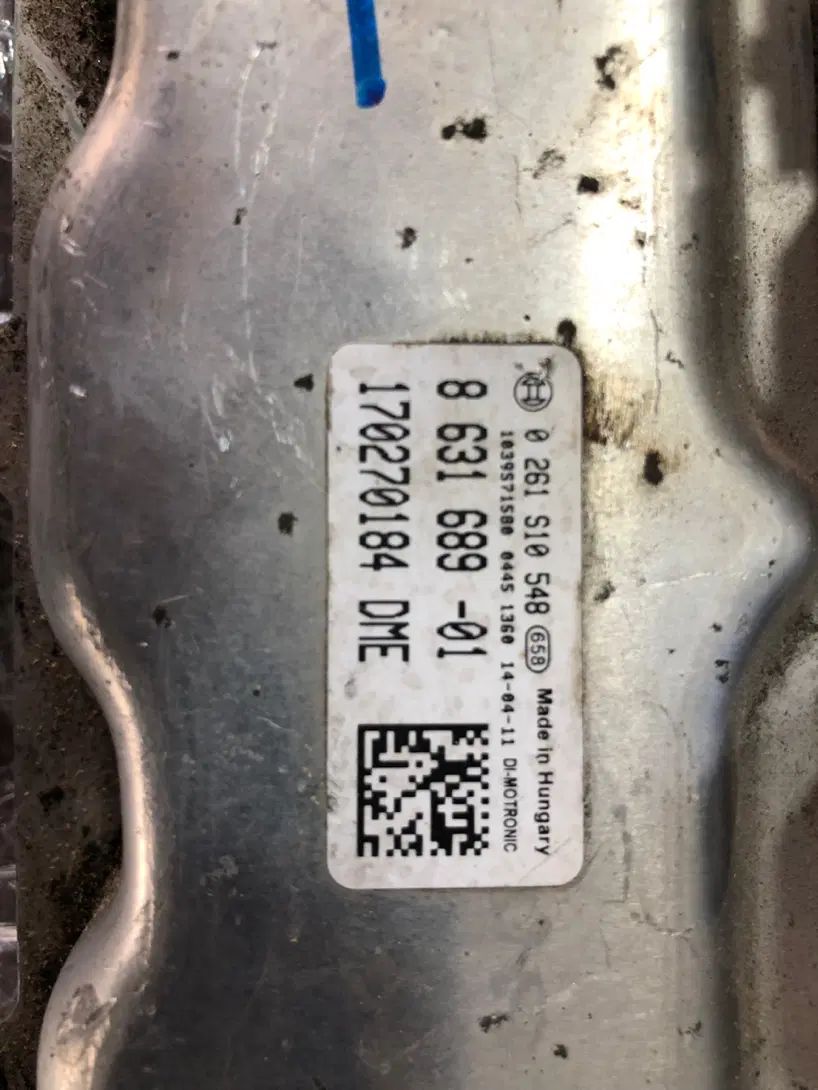 0 261 S10 548 658 Made in Hungary
1039S71580 0445 1360 14-04-11 DI-MOTRONIC
8 631 689 -01
170270184 DME